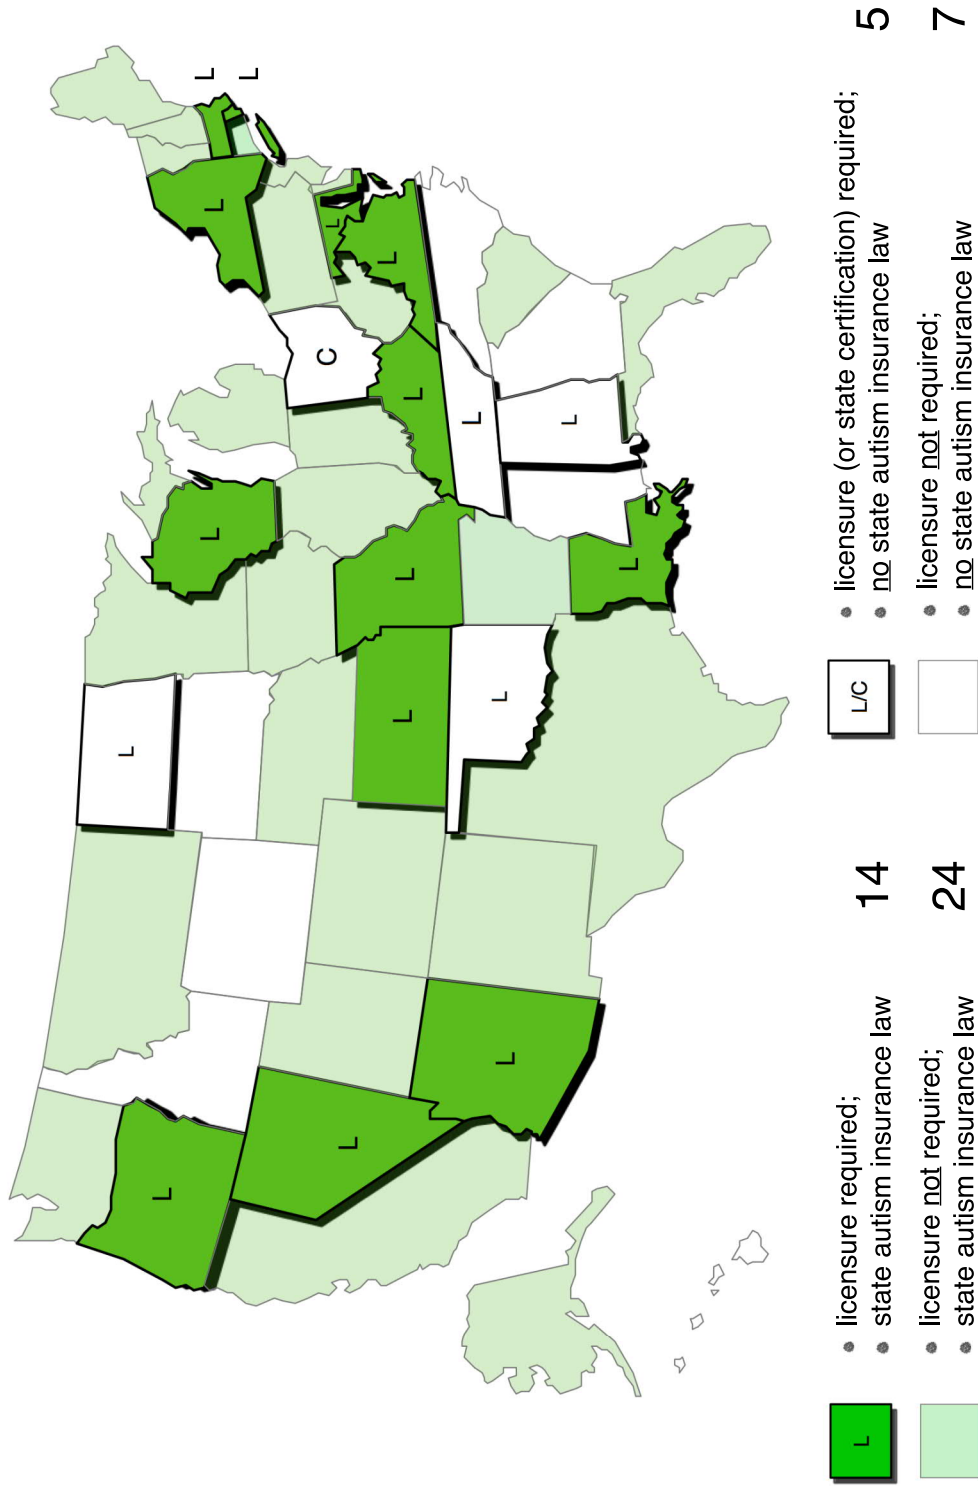 L
L
L
L
L
L
C
L
L
L
L
L
L
L
L
L
L
L
L
licensure required;
state autism insurance law
14
licensure not required;
state autism insurance law
24
L/C
licensure (or state certification) required;
no state autism insurance law
5
licensure not required;
no state autism insurance law
7